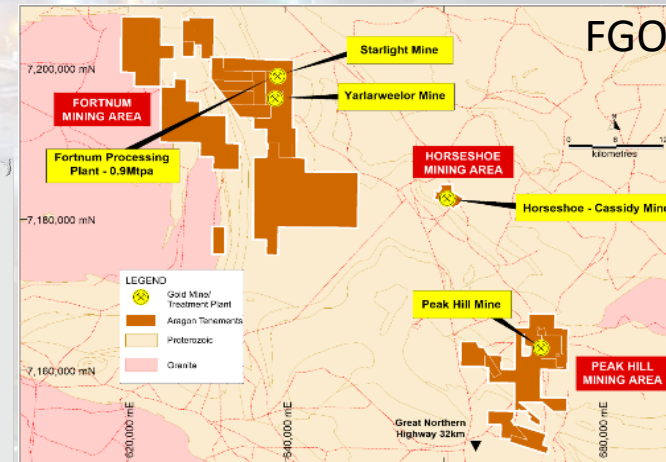 FGO
7,200,000 mN
Starlight Mine
Yarlarweelor Mine
FORTNUM
MINING AREA
Fortnum Processing
Plant - 0.9Mtpa
N
0
6
12
kilometres
HORSESHOE
MINING AREA
Horseshoe - Cassidy Mine
7,180,000 mN
LEGEND
Gold Mine/
Treatment Plant
Aragon Tenements
Proterozoic
Granite
Peak Hill Mine
7,160,000 mN
PEAK HILL
MINING AREA
Great Northern
Highway 32km
620,000 mE
640,000 mE
680,000 mE